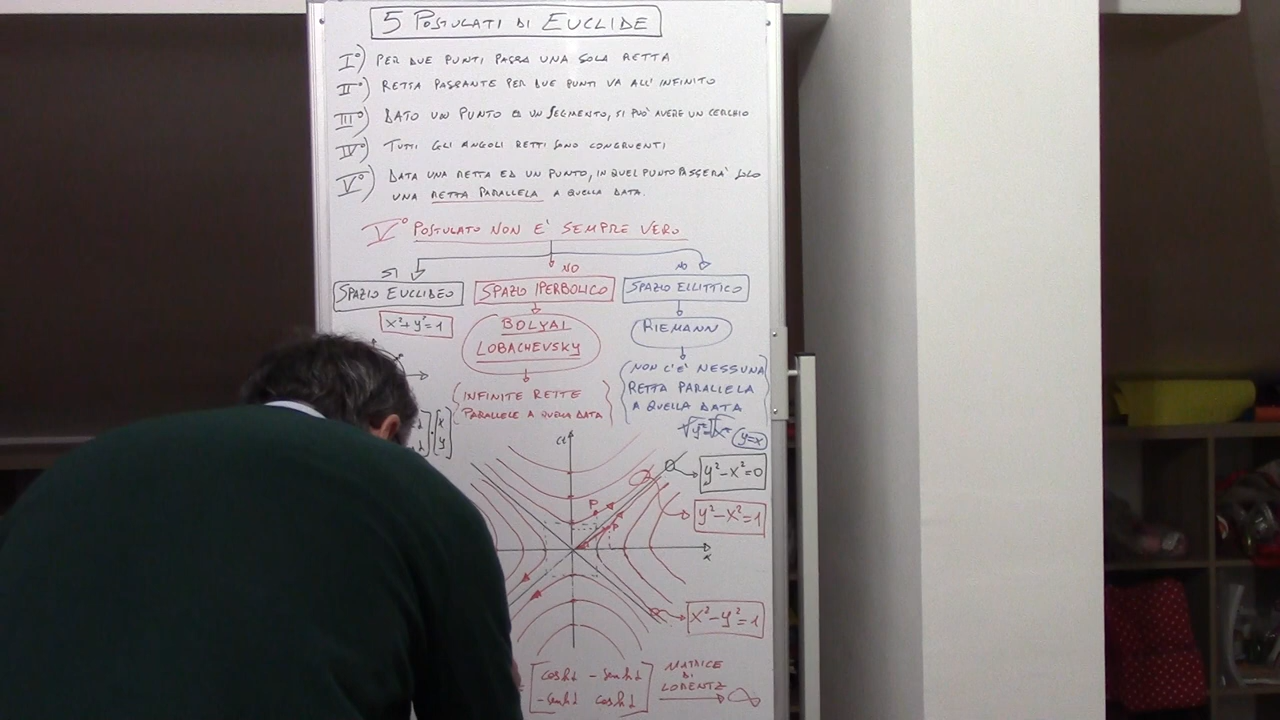 5 POSTULATI DI EUCLIDE
I°) PER DUE PUNTI PASSA UNA SOLA RETTA
II°) RETTA PASSANTE PER DUE PUNTI VA ALL'INFINITO
III°) DATO UN PUNTO ED UN SEGMENTO, SI PUÒ AVERE UN CERCHIO
IV°) TUTTI GLI ANGOLI RETTI SONO CONGRUENTI
V°) DATA UNA RETTA ED UN PUNTO, IN QUEL PUNTO PASSERÀ SOLO
UNA RETTA PARALLELA A QUELLA DATA.
V° POSTULATO NON E' SEMPRE VERO
SI NO NO
SPAZIO EUCLIDEO SPAZIO IPERBOLICO SPAZIO ELLITTICO
x²+y²=1 BOLYAI RIEMANN
LOBACHEVSKY
NON C'E' NESSUNA
INFINITE RETTE RETTA PARALLELA
PARALLELE A QUELLA DATA A QUELLA DATA
y=x
x
y
y²-x²=0
y²-x²=1
P
P
x
x²-y²=1
cosh α - senh α MATRICE
DI
-senh α cosh α LORENTZ